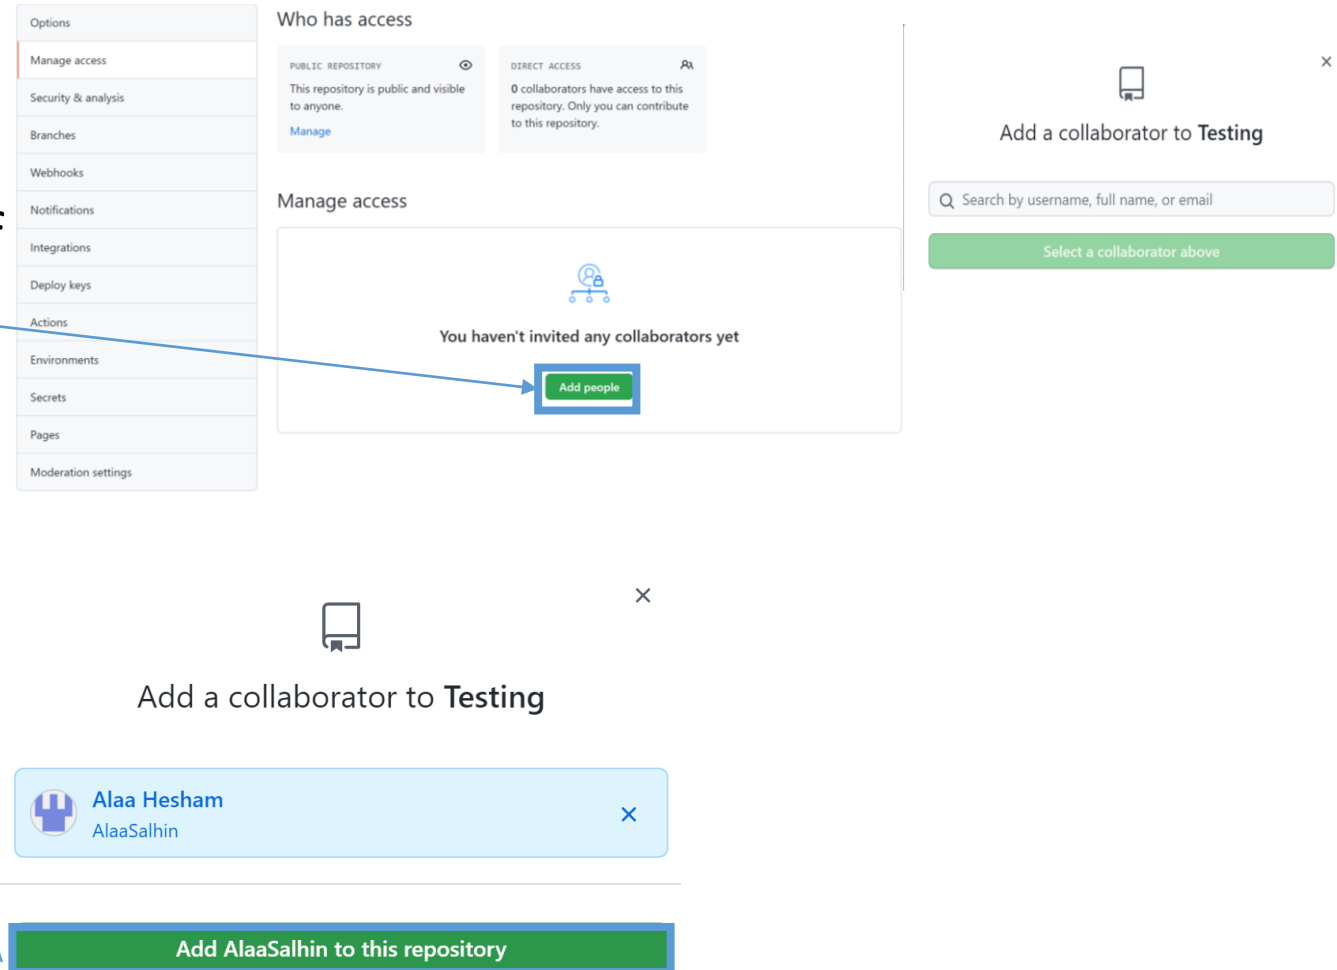 Options
Manage access
Security & analysis
Branches
Webhooks
Notifications
Integrations
Deploy keys
Actions
Environments
Secrets
Pages
Moderation settings
Who has access
PUBLIC REPOSITORY
This repository is public and visible
to anyone.
Manage
DIRECT ACCESS
0 collaborators have access to this
repository. Only you can contribute
to this repository.
Manage access
You haven't invited any collaborators yet
Add people
Add a collaborator to Testing
Search by username, full name, or email
Select a collaborator above
Add a collaborator to Testing
Alaa Hesham
AlaaSalhin
Add AlaaSalhin to this repository